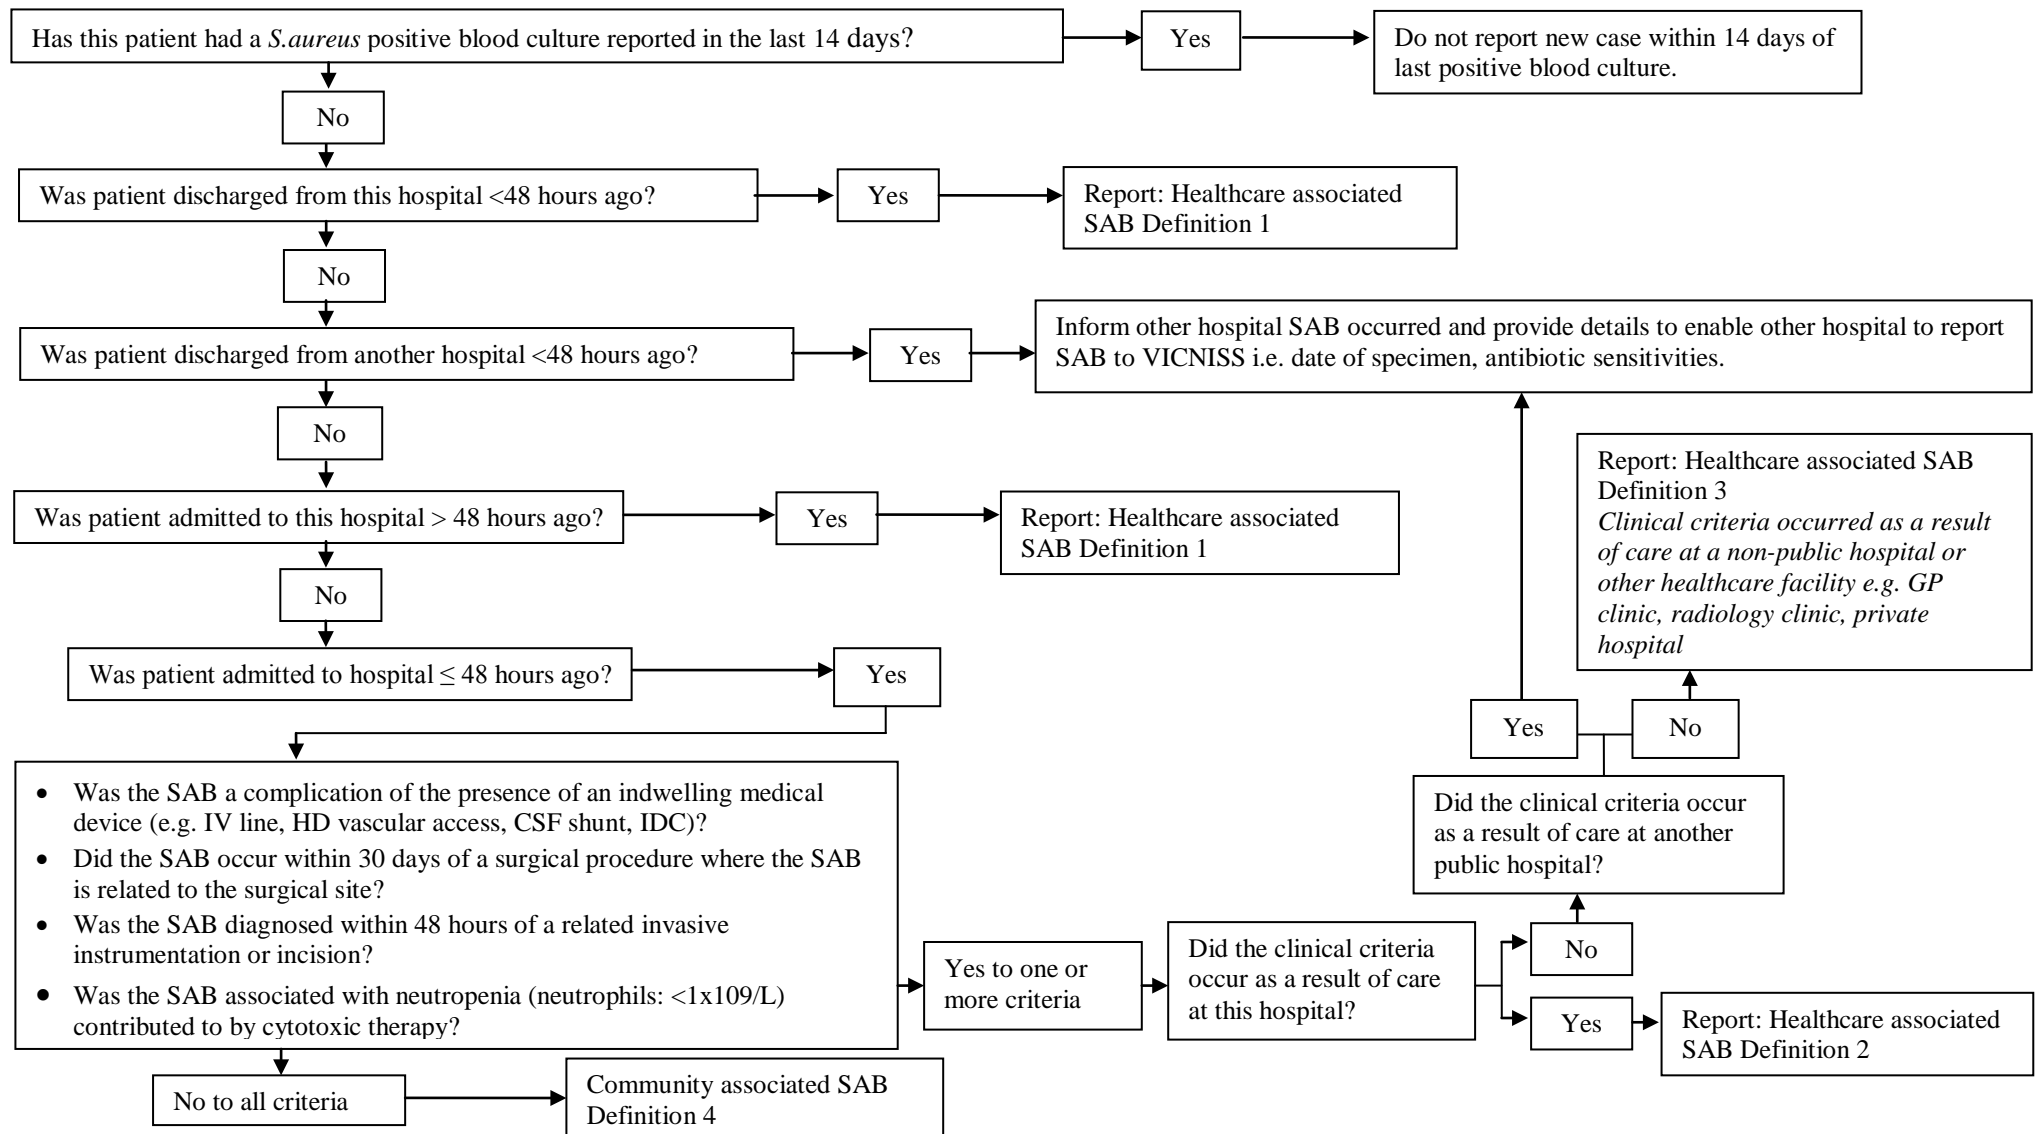 Has this patient had a S.aureus positive blood culture reported in the last 14 days?
Yes
Do not report new case within 14 days of
last positive blood culture.
No
Was patient discharged from this hospital <48 hours ago?
Yes
Report: Healthcare associated
SAB Definition 1
No
Was patient discharged from another hospital <48 hours ago?
Yes
Inform other hospital SAB occurred and provide details to enable other hospital to report
SAB to VICNISS i.e. date of specimen, antibiotic sensitivities.
No
Was patient admitted to this hospital > 48 hours ago?
Yes
Report: Healthcare associated
SAB Definition 1
No
Was patient admitted to hospital ≤ 48 hours ago?
Yes
• Was the SAB a complication of the presence of an indwelling medical
device (e.g. IV line, HD vascular access, CSF shunt, IDC)?
• Did the SAB occur within 30 days of a surgical procedure where the SAB
is related to the surgical site?
• Was the SAB diagnosed within 48 hours of a related invasive
instrumentation or incision?
• Was the SAB associated with neutropenia (neutrophils: <1x109/L)
contributed to by cytotoxic therapy?
No to all criteria
Community associated SAB
Definition 4
Yes to one or
more criteria
Did the clinical criteria
occur as a result of care
at this hospital?
Yes
Report: Healthcare associated
SAB Definition 2
No
Did the clinical criteria occur
as a result of care at another
public hospital?
Yes
No
Report: Healthcare associated SAB
Definition 3
Clinical criteria occurred as a result
of care at a non-public hospital or
other healthcare facility e.g. GP
clinic, radiology clinic, private
hospital